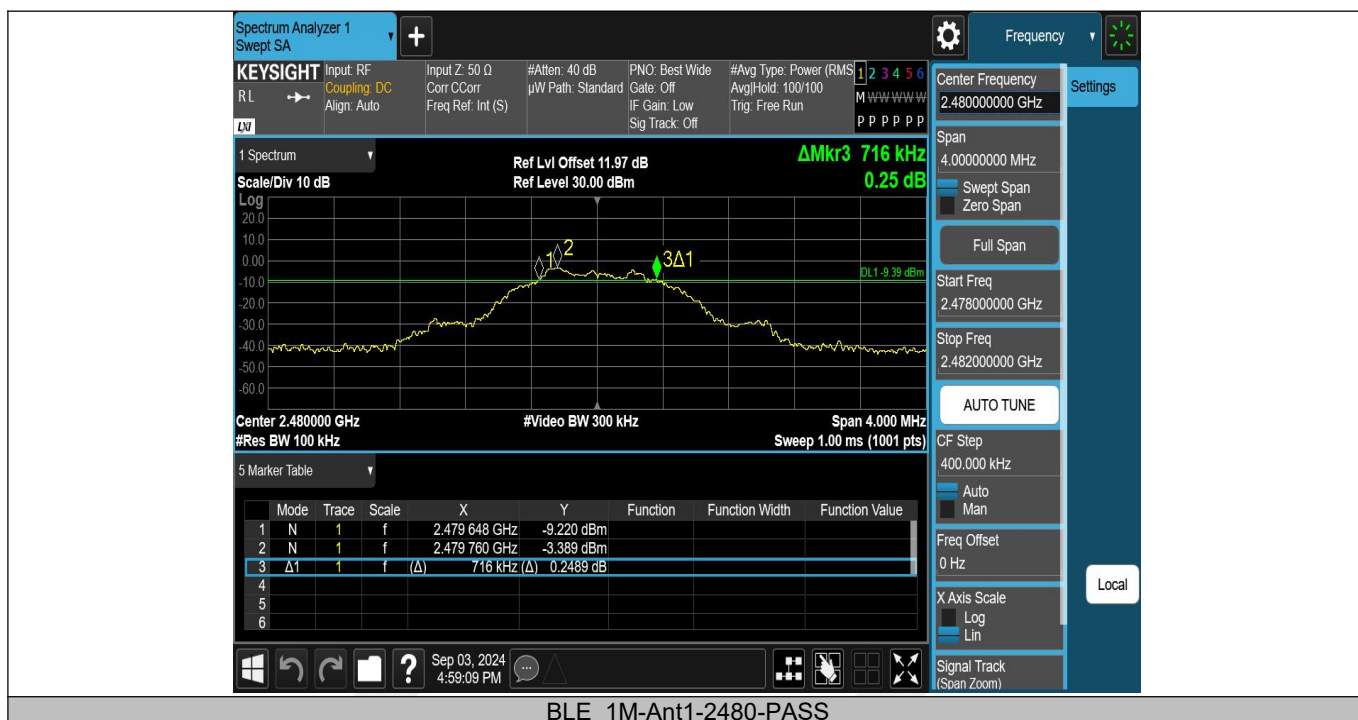 Spectrum Analyzer 1
Swept SA
Frequency
KEYSIGHT
RL
LXI
Input: RF
Coupling: DC
Align: Auto
Input Z: 50 Ω
Corr CCorr
Freq Ref: Int (S)
#Atten: 40 dB
µW Path: Standard
PNO: Best Wide
Gate: Off
IF Gain: Low
Sig Track: Off
#Avg Type: Power (RMS
Avg|Hold: 100/100
Trig: Free Run
1 2 3 4 5 6
M W W W W W
P P P P P P
1 Spectrum
Scale/Div 10 dB
Ref Lvl Offset 11.97 dB
Ref Level 30.00 dBm
ΔMkr3 716 kHz
0.25 dB
Log
20.0
10.0
0.00
-10.0
-20.0
-30.0
-40.0
-50.0
-60.0
1
2
3Δ1
DL1 -9.39 dBm
Center 2.480000 GHz
#Res BW 100 kHz
#Video BW 300 kHz
Span 4.000 MHz
Sweep 1.00 ms (1001 pts)
5 Marker Table
Mode Trace Scale X Y Function Function Width Function Value
1 N 1 f 2.479 648 GHz -9.220 dBm
2 N 1 f 2.479 760 GHz -3.389 dBm
3 Δ1 1 f (Δ) 716 kHz (Δ) 0.2489 dB
4
5
6
Sep 03, 2024
4:59:09 PM
Center Frequency
2.480000000 GHz
Settings
Span
4.00000000 MHz
Swept Span
Zero Span
Full Span
Start Freq
2.478000000 GHz
Stop Freq
2.482000000 GHz
AUTO TUNE
CF Step
400.000 kHz
Auto
Man
Freq Offset
0 Hz
Local
X Axis Scale
Log
Lin
Signal Track
(Span Zoom)
BLE_1M-Ant1-2480-PASS